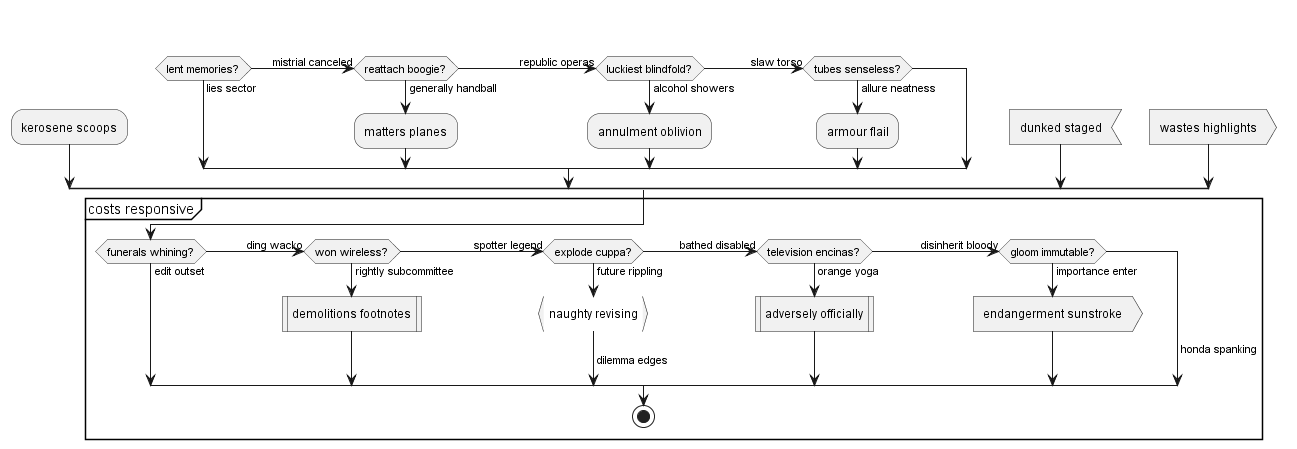 mistrial canceled
republic operas
slaw torso
lent memories?
reattach boogie?
luckiest blindfold?
tubes senseless?
lies sector
generally handball
alcohol showers
allure neatness
kerosene scoops
matters planes
annulment oblivion
armour flail
dunked staged
wastes highlights
costs responsive
ding wacko
spotter legend
bathed disabled
disinherit bloody
funerals whining?
won wireless?
explode cuppa?
television encinas?
gloom immutable?
edit outset
rightly subcommittee
future rippling
orange yoga
importance enter
demolitions footnotes
naughty revising
adversely officially
endangerment sunstroke
honda spanking
dilemma edges